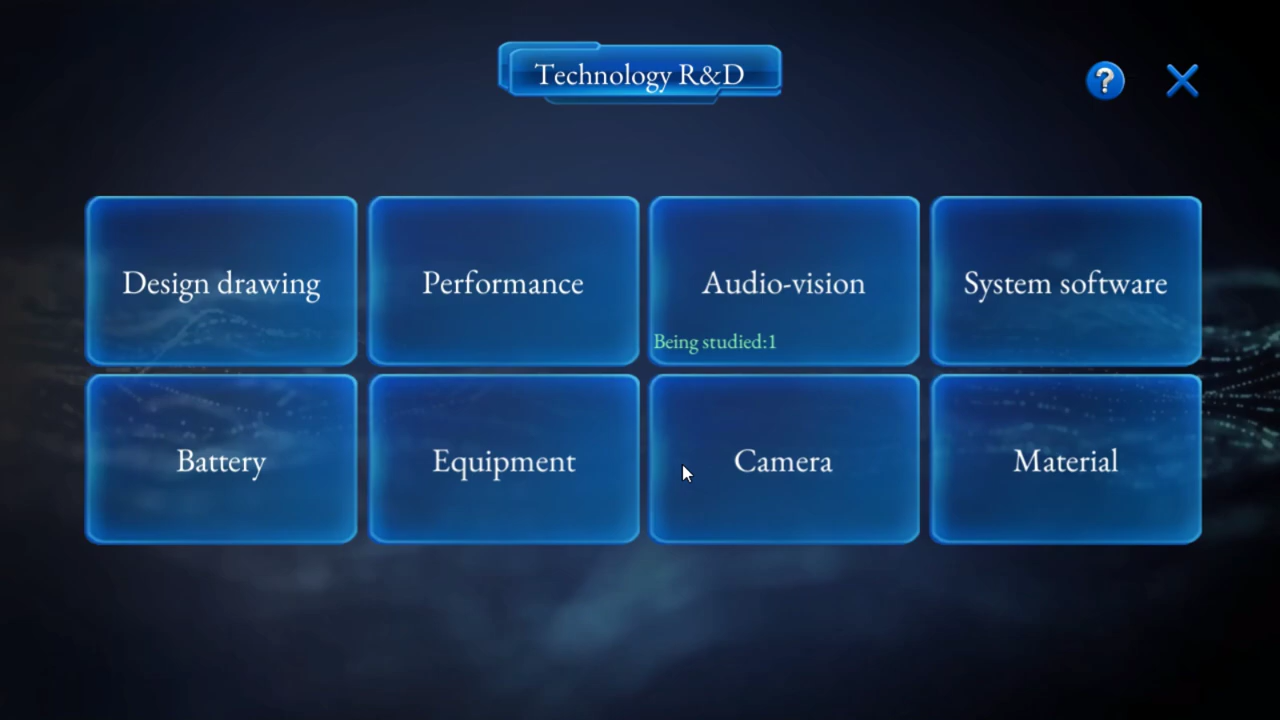 Technology R&D
?
Design drawing
Performance
Audio-vision
System software
Being studied:1
Battery
Equipment
Camera
Material